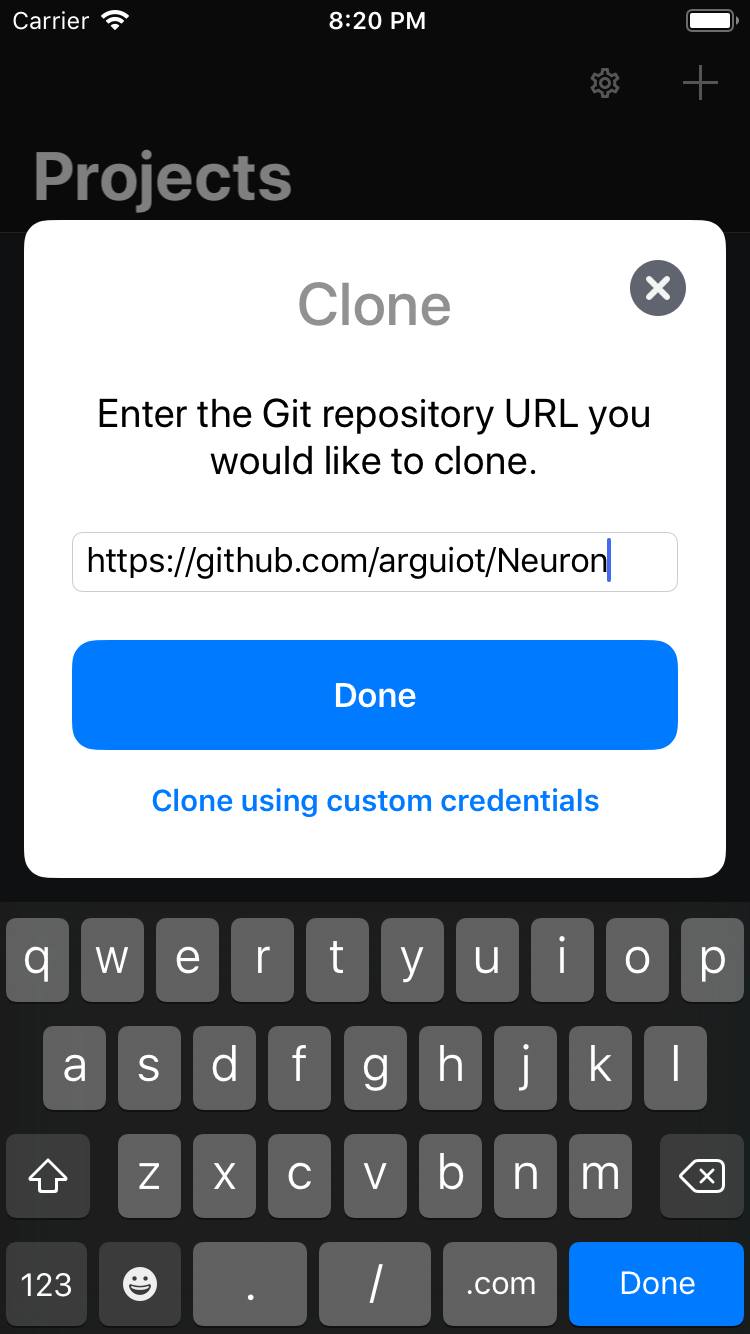 Carrier 8:20 PM
Projects
Clone
Enter the Git repository URL you
would like to clone.
https://github.com/arguiot/Neuron
Done
Clone using custom credentials
q w e r t y u i o p
a s d f g h j k l
z x c v b n m
123 . / .com Done